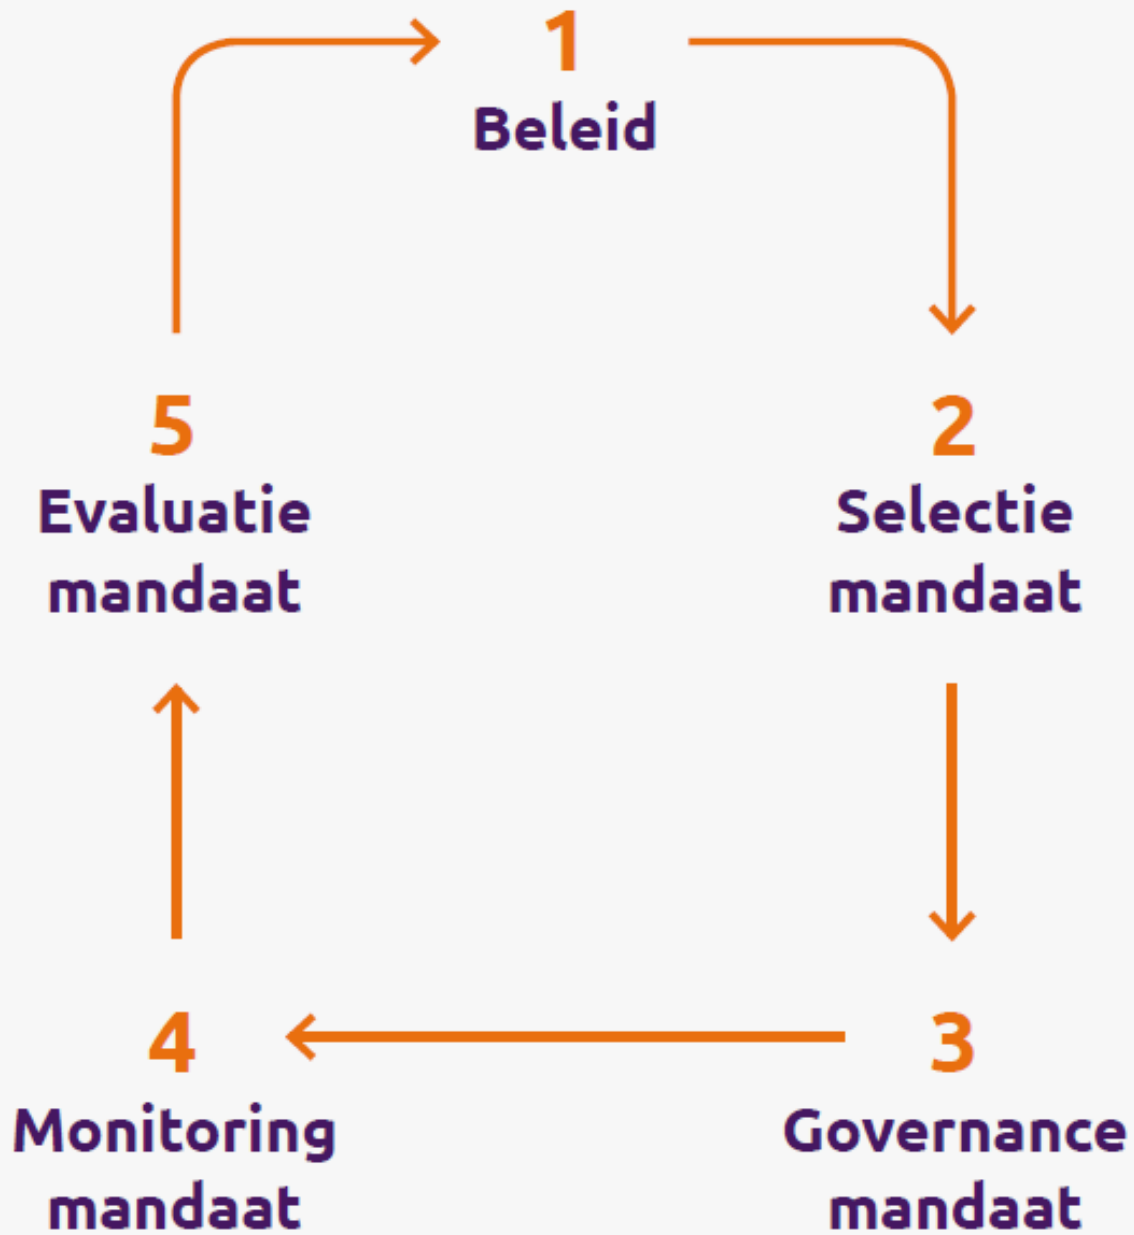 1
Beleid
2
Selectie
mandaat
3
Governance
mandaat
4
Monitoring
mandaat
5
Evaluatie
mandaat